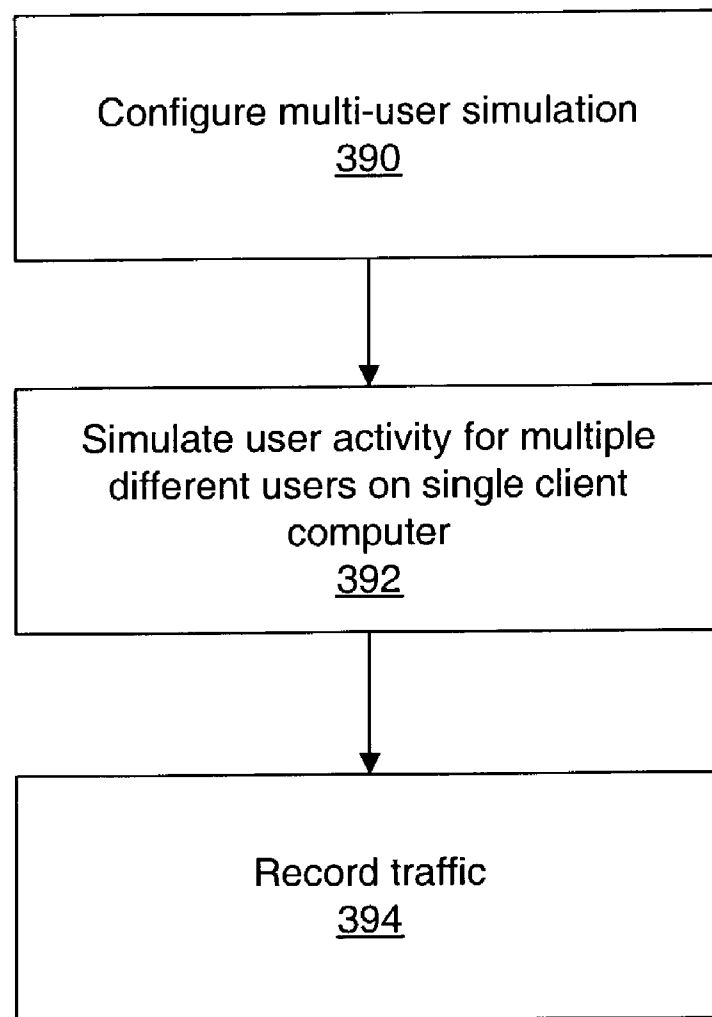 Configure multi-user simulation
390
Simulate user activity for multiple
different users on single client
computer
392
Record traffic
394